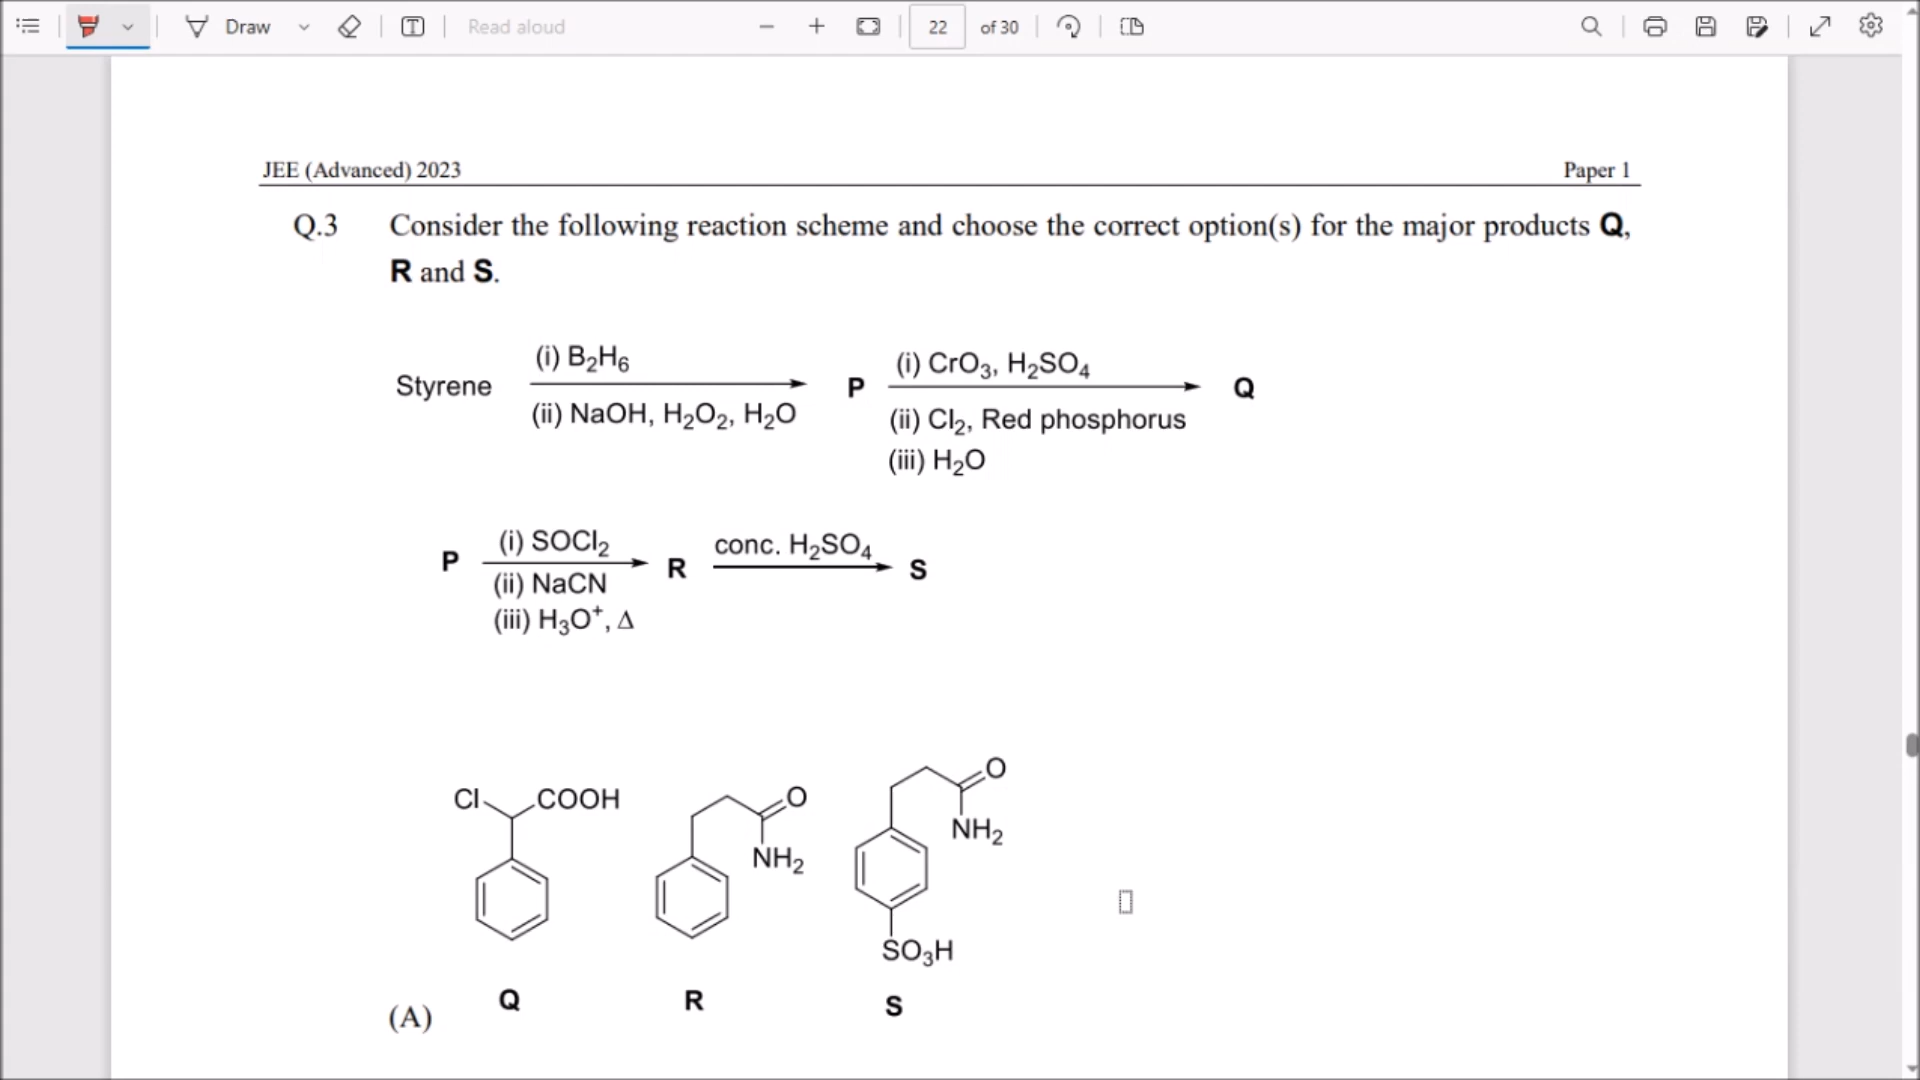 Draw
Read aloud
22 of 30
JEE (Advanced) 2023 Paper 1
Q.3 Consider the following reaction scheme and choose the correct option(s) for the major products Q,
R and S.
(i) B₂H₆ (i) CrO₃, H₂SO₄
Styrene P Q
(ii) NaOH, H₂O₂, H₂O (ii) Cl₂, Red phosphorus
(iii) H₂O
(i) SOCl₂ conc. H₂SO₄
P R S
(ii) NaCN
(iii) H₃O⁺, Δ
O
Cl COOH O
NH₂
NH₂
SO₃H
Q R S
(A)